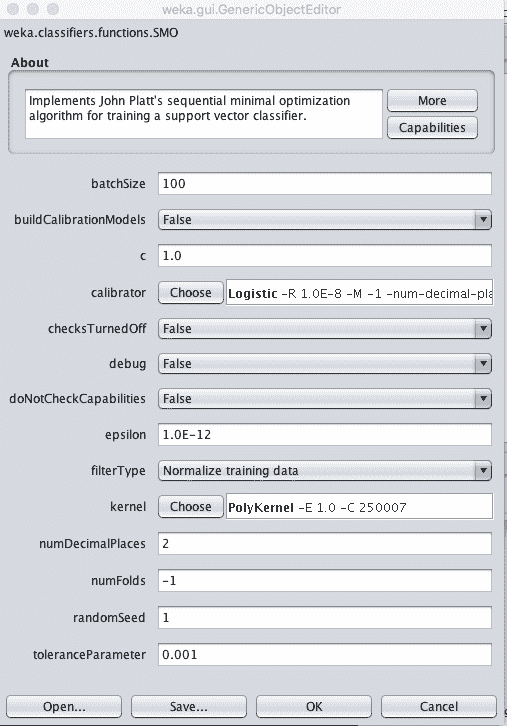 weka.gui.GenericObjectEditor
weka.classifiers.functions.SMO
About
Implements John Platt's sequential minimal optimization
algorithm for training a support vector classifier.
More
Capabilities
batchSize 100
buildCalibrationModels False
c 1.0
calibrator Choose Logistic -R 1.0E-8 -M -1 -num-decimal-pla
checksTurnedOff False
debug False
doNotCheckCapabilities False
epsilon 1.0E-12
filterType Normalize training data
kernel Choose PolyKernel -E 1.0 -C 250007
numDecimalPlaces 2
numFolds -1
randomSeed 1
toleranceParameter 0.001
Open... Save... OK Cancel